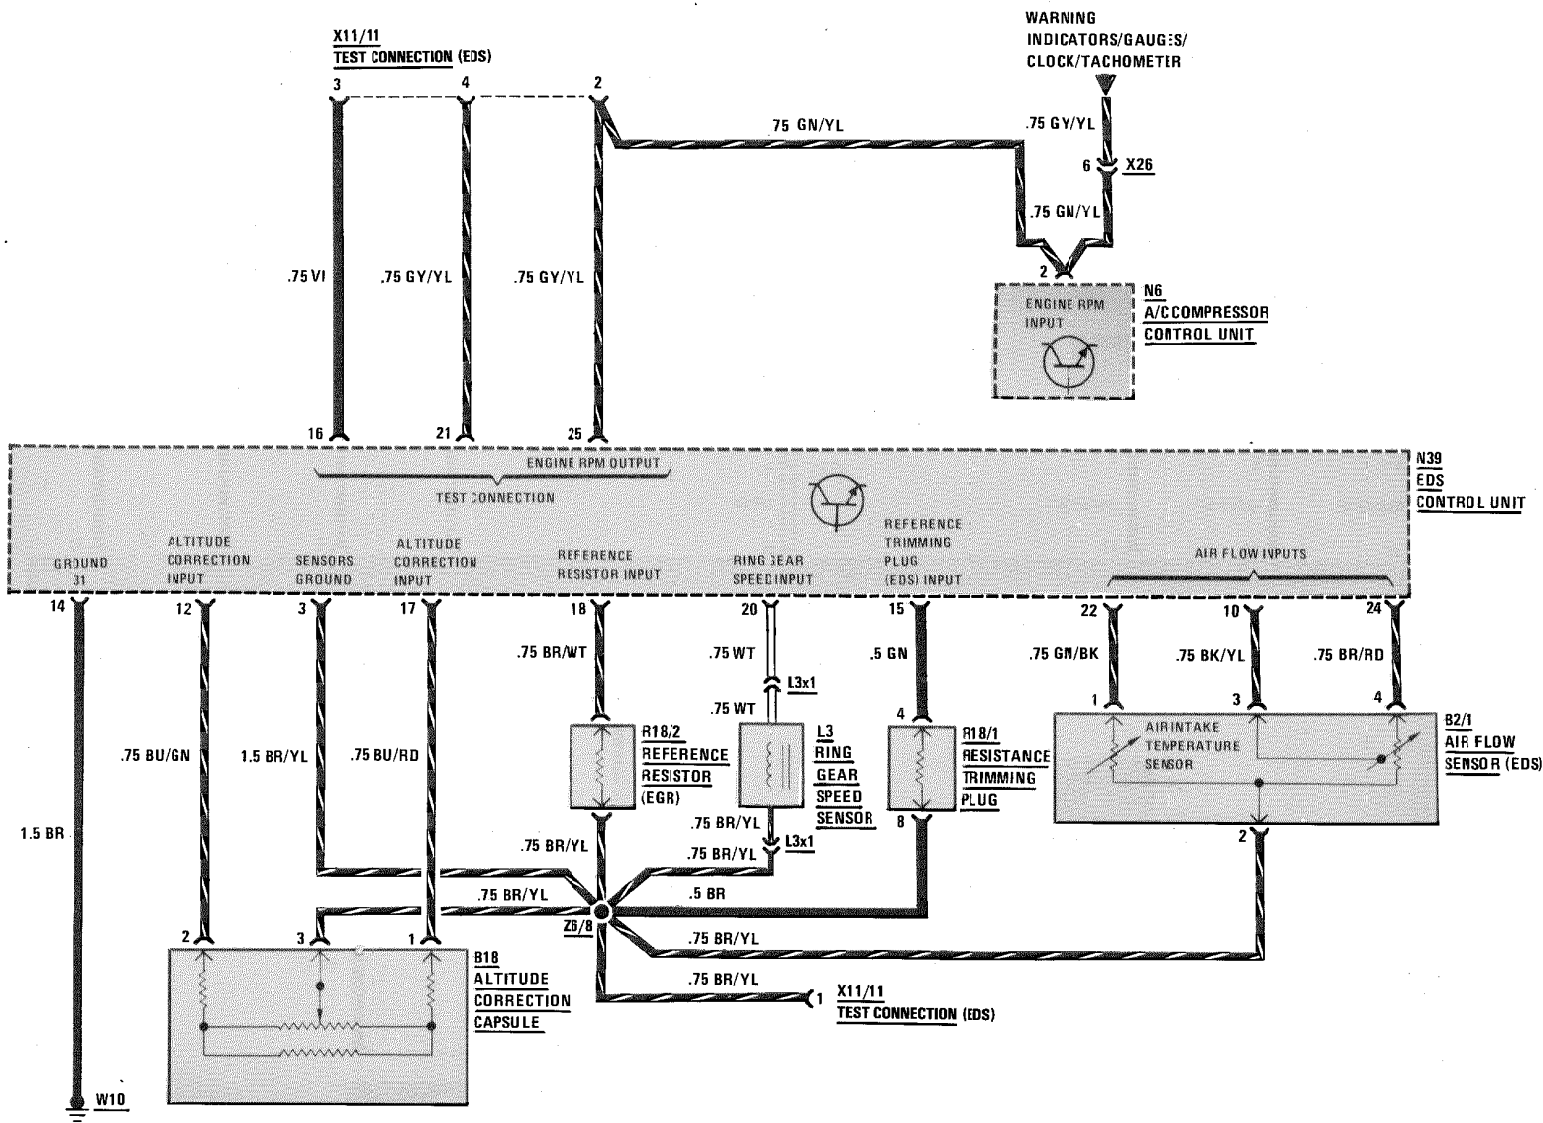 WARNING
INDICATORS/GAUGES/
CLOCK/TACHOMETER
X11/11
TEST CONNECTION (EDS)
3
4
2
.75 GN/YL
.75 GY/YL
6
X26
.75 GN/YL
2
.75 VI
.75 GY/YL
.75 GY/YL
N6
A/C COMPRESSOR
CONTROL UNIT
ENGINE RPM
INPUT
16
21
25
ENGINE RPM OUTPUT
TEST CONNECTION
N39
EDS
CONTROL UNIT
GROUND
31
ALTITUDE
CORRECTION
INPUT
SENSORS
GROUND
ALTITUDE
CORRECTION
INPUT
REFERENCE
RESISTOR INPUT
RING GEAR
SPEED INPUT
REFERENCE
TRIMMING
PLUG
(EDS) INPUT
AIR FLOW INPUTS
14
12
3
17
18
20
15
22
10
24
.75 BR/WT
.75 WT
.5 GN
.75 GN/BK
.75 BK/YL
.75 BR/RD
L3x1
.75 WT
4
1
3
4
.75 BU/GN
1.5 BR/YL
.75 BU/RD
R18/2
REFERENCE
RESISTOR
(EGR)
L3
RING
GEAR
SPEED
SENSOR
R18/1
RESISTANCE
TRIMMING
PLUG
AIR INTAKE
TEMPERATURE
SENSOR
B2/1
AIR FLOW
SENSOR (EDS)
1.5 BR
.75 BR/YL
8
2
L3x1
.75 BR/YL
.75 BR/YL
.75 BR/YL
.5 BR
Z6/8
2
3
1
.75 BR/YL
B18
ALTITUDE
CORRECTION
CAPSULE
.75 BR/YL
1
X11/11
TEST CONNECTION (EDS)
W10